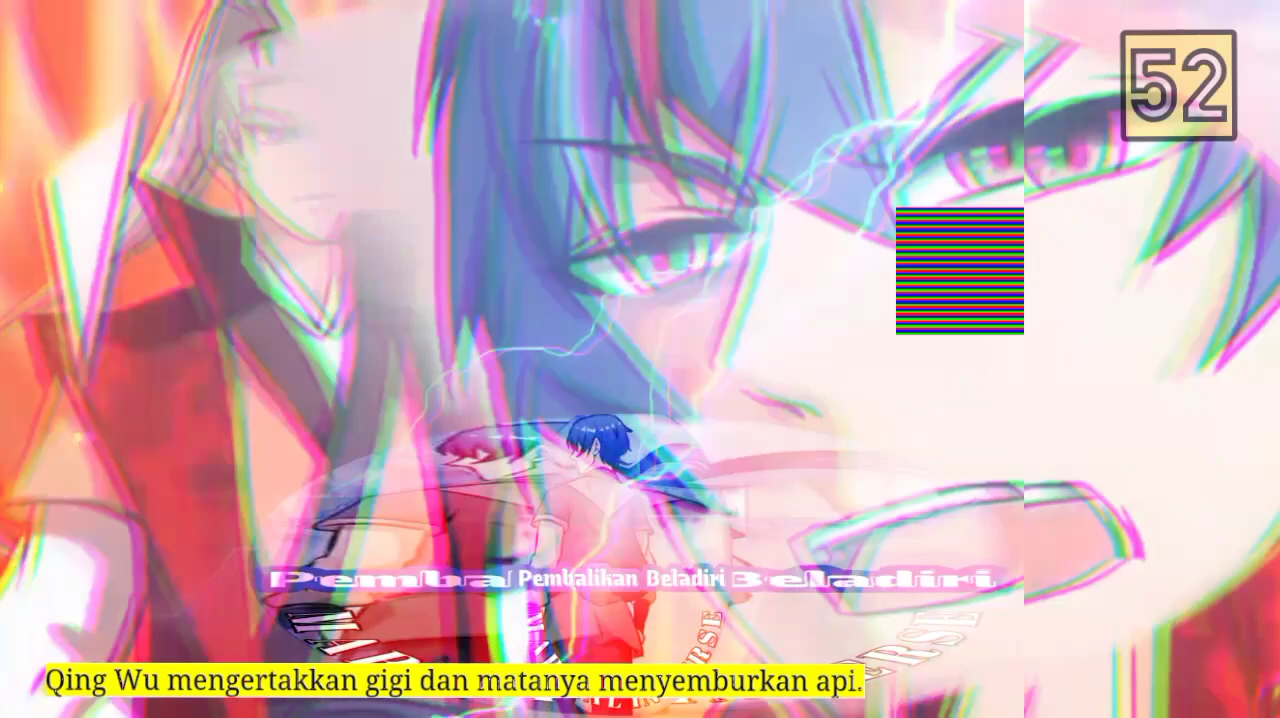 52
Pembalikan Beladiri
Qing Wu mengertakkan gigi dan matanya menyemburkan api.